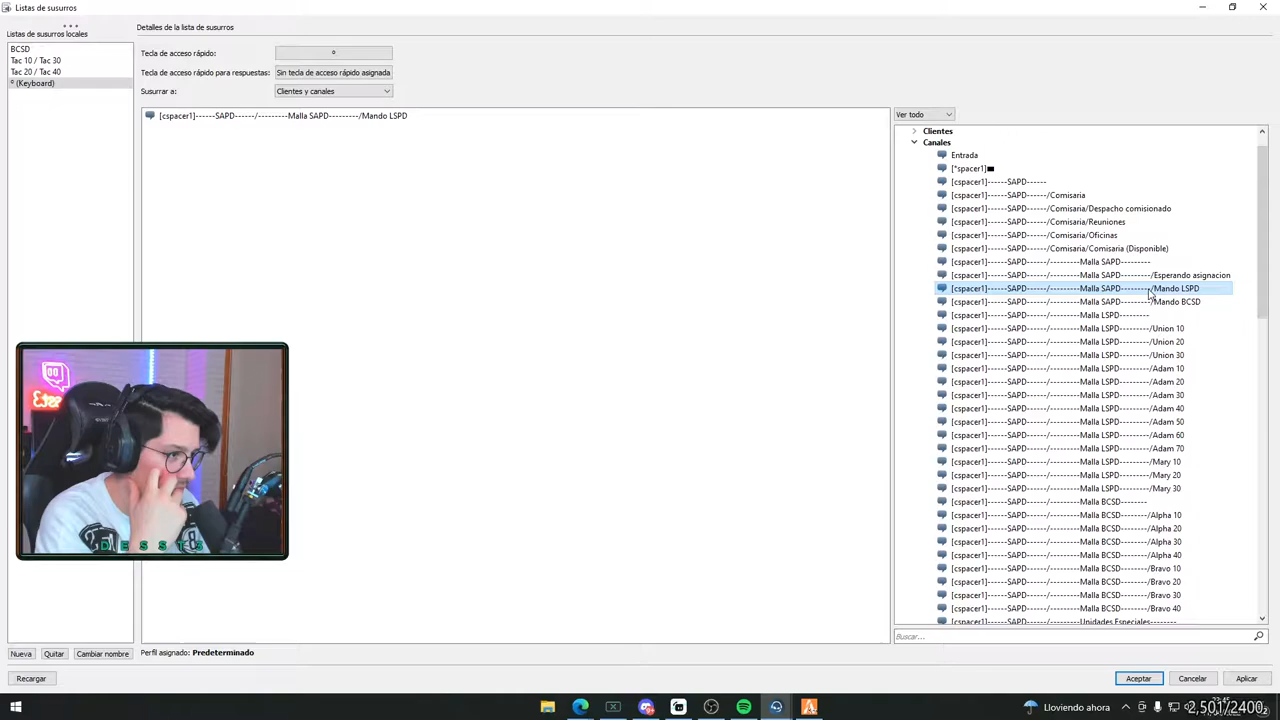 Listas de susurros
Listas de susurros locales
BCSD
Tac 10 / Tac 30
Tac 20 / Tac 40
º (Keyboard)
Detalles de la lista de susurros
Tecla de acceso rápido:
º
Tecla de acceso rápido para respuestas:
Sin tecla de acceso rápido asignada
Susurrar a:
Clientes y canales
[cspacer1]------SAPD------/---------Malla SAPD---------/Mando LSPD
Ver todo
Clientes
Canales
Entrada
[*spacer1]■
[cspacer1]------SAPD------
[cspacer1]------SAPD------/Comisaria
[cspacer1]------SAPD------/Comisaria/Despacho comisionado
[cspacer1]------SAPD------/Comisaria/Reuniones
[cspacer1]------SAPD------/Comisaria/Oficinas
[cspacer1]------SAPD------/Comisaria/Comisaria (Disponible)
[cspacer1]------SAPD------/---------Malla SAPD---------
[cspacer1]------SAPD------/---------Malla SAPD---------/Esperando asignacion
[cspacer1]------SAPD------/---------Malla SAPD---------/Mando LSPD
[cspacer1]------SAPD------/---------Malla SAPD---------/Mando BCSD
[cspacer1]------SAPD------/---------Malla LSPD---------
[cspacer1]------SAPD------/---------Malla LSPD---------/Union 10
[cspacer1]------SAPD------/---------Malla LSPD---------/Union 20
[cspacer1]------SAPD------/---------Malla LSPD---------/Union 30
[cspacer1]------SAPD------/---------Malla LSPD---------/Adam 10
[cspacer1]------SAPD------/---------Malla LSPD---------/Adam 20
[cspacer1]------SAPD------/---------Malla LSPD---------/Adam 30
[cspacer1]------SAPD------/---------Malla LSPD---------/Adam 40
[cspacer1]------SAPD------/---------Malla LSPD---------/Adam 50
[cspacer1]------SAPD------/---------Malla LSPD---------/Adam 60
[cspacer1]------SAPD------/---------Malla LSPD---------/Adam 70
[cspacer1]------SAPD------/---------Malla LSPD---------/Mary 10
[cspacer1]------SAPD------/---------Malla LSPD---------/Mary 20
[cspacer1]------SAPD------/---------Malla LSPD---------/Mary 30
[cspacer1]------SAPD------/---------Malla BCSD--------
[cspacer1]------SAPD------/---------Malla BCSD--------/Alpha 10
[cspacer1]------SAPD------/---------Malla BCSD--------/Alpha 20
[cspacer1]------SAPD------/---------Malla BCSD--------/Alpha 30
[cspacer1]------SAPD------/---------Malla BCSD--------/Alpha 40
[cspacer1]------SAPD------/---------Malla BCSD--------/Bravo 10
[cspacer1]------SAPD------/---------Malla BCSD--------/Bravo 20
[cspacer1]------SAPD------/---------Malla BCSD--------/Bravo 30
[cspacer1]------SAPD------/---------Malla BCSD--------/Bravo 40
[cspacer1]------SAPD------/---------Unidades Especiales--------
Buscar...
DESSTS
Nueva
Quitar
Cambiar nombre
Perfil asignado: Predeterminado
Recargar
Aceptar
Cancelar
Aplicar
Lloviendo ahora
2,501/2400